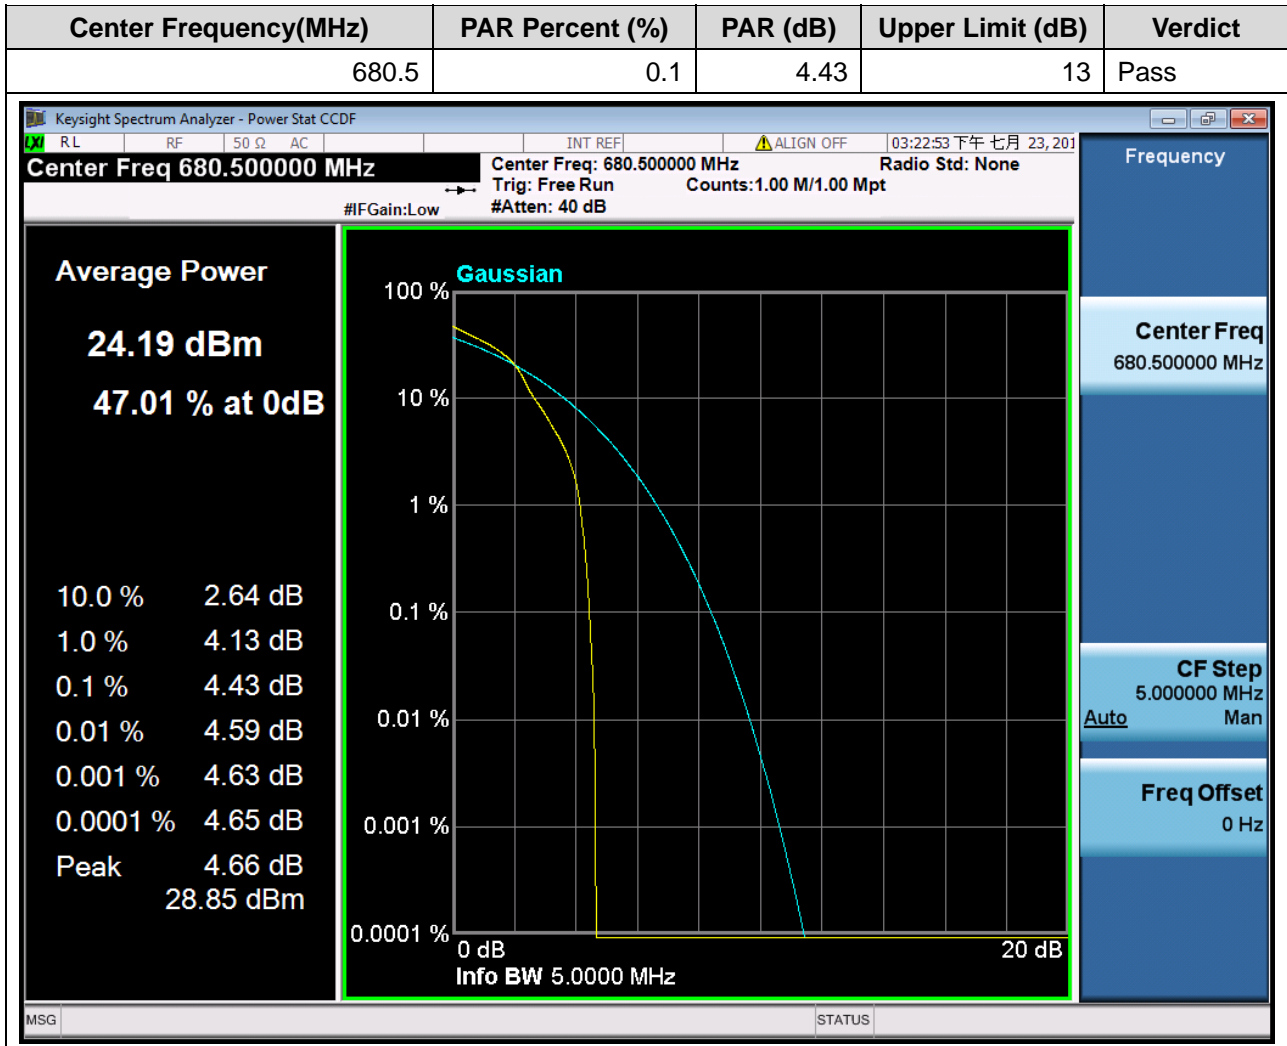 Center Frequency(MHz) PAR Percent (%) PAR (dB) Upper Limit (dB) Verdict
680.5 0.1 4.43 13 Pass
Keysight Spectrum Analyzer - Power Stat CCDF
LXI RL RF 50 Ω AC INT REF ALIGN OFF 03:22:53 下午 七月 23, 201
Center Freq 680.500000 MHz
Center Freq: 680.500000 MHz Radio Std: None
Trig: Free Run Counts:1.00 M/1.00 Mpt
#IFGain:Low #Atten: 40 dB
Frequency
Average Power
24.19 dBm
47.01 % at 0dB
10.0 % 2.64 dB
1.0 % 4.13 dB
0.1 % 4.43 dB
0.01 % 4.59 dB
0.001 % 4.63 dB
0.0001 % 4.65 dB
Peak 4.66 dB
28.85 dBm
Gaussian
100 %
10 %
1 %
0.1 %
0.01 %
0.001 %
0.0001 %
0 dB 20 dB
Info BW 5.0000 MHz
Center Freq
680.500000 MHz
CF Step
5.000000 MHz
Auto Man
Freq Offset
0 Hz
MSG STATUS